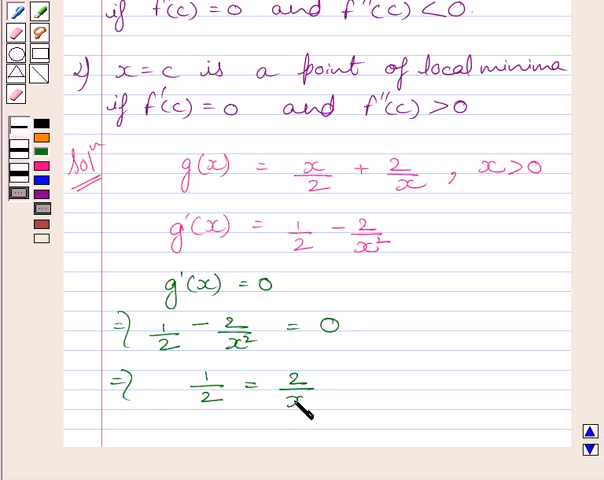 if f'(c) = 0 and f''(c) < 0.
2) x = c is a point of local minima
if f'(c) = 0 and f''(c) > 0
Solⁿ g(x) = x/2 + 2/x , x > 0
g'(x) = 1/2 - 2/x²
g'(x) = 0
=) 1/2 - 2/x² = 0
=) 1/2 = 2/x